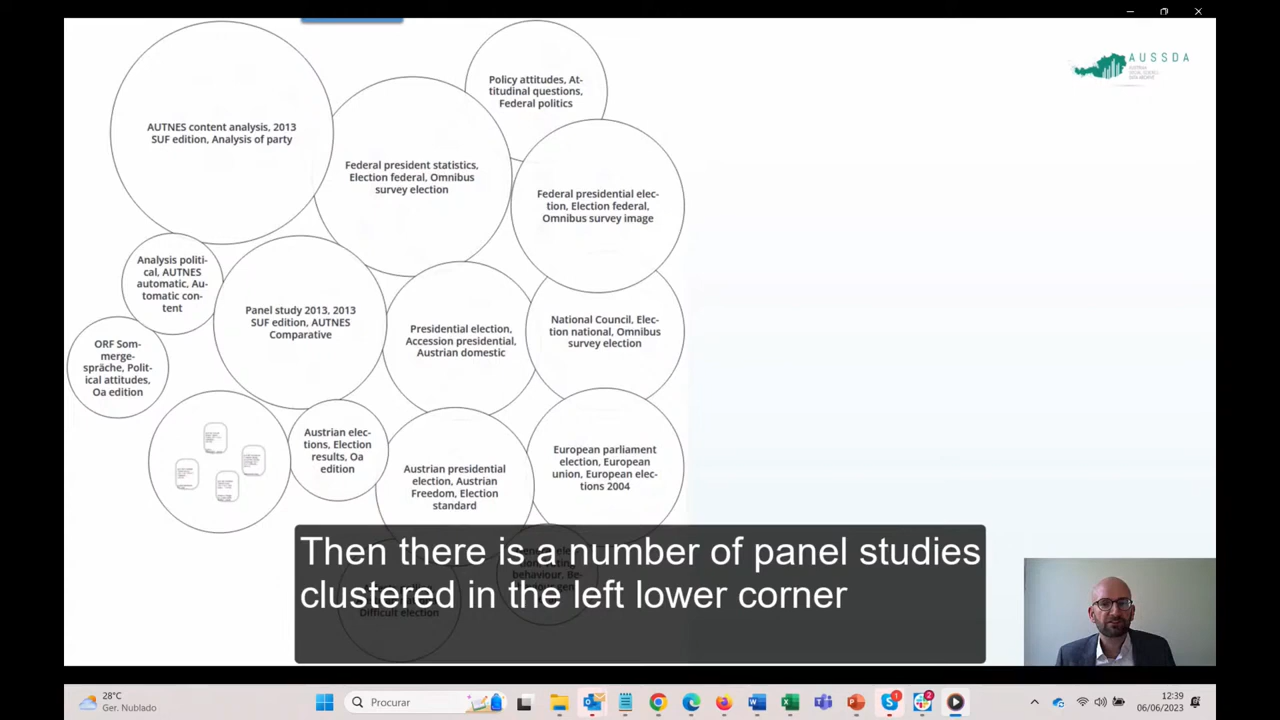 Policy attitudes, At-
titudinal questions,
Federal politics
AUSSDA
AUTNES content analysis, 2013
SUF edition, Analysis of party
Federal president statistics,
Election federal, Omnibus
survey election
Federal presidential elec-
tion, Election federal,
Omnibus survey image
Analysis politi-
cal, AUTNES
automatic, Au-
tomatic con-
tent
Panel study 2013, 2013
SUF edition, AUTNES
Comparative
Presidential election,
Accession presidential,
Austrian domestic
National Council, Elec-
tion national, Omnibus
survey election
ORF Som-
merge-
spräche, Polit-
ical attitudes,
Oa edition
Austrian elec-
tions, Election
results, Oa
edition
Austrian presidential
election, Austrian
Freedom, Election
standard
European parliament
election, European
union, European elec-
tions 2004
behaviour, Be-
Difficult election
Then there is a number of panel studies
clustered in the left lower corner
28°C
Ger. Nublado
Procurar
1
2
12:39
06/06/2023